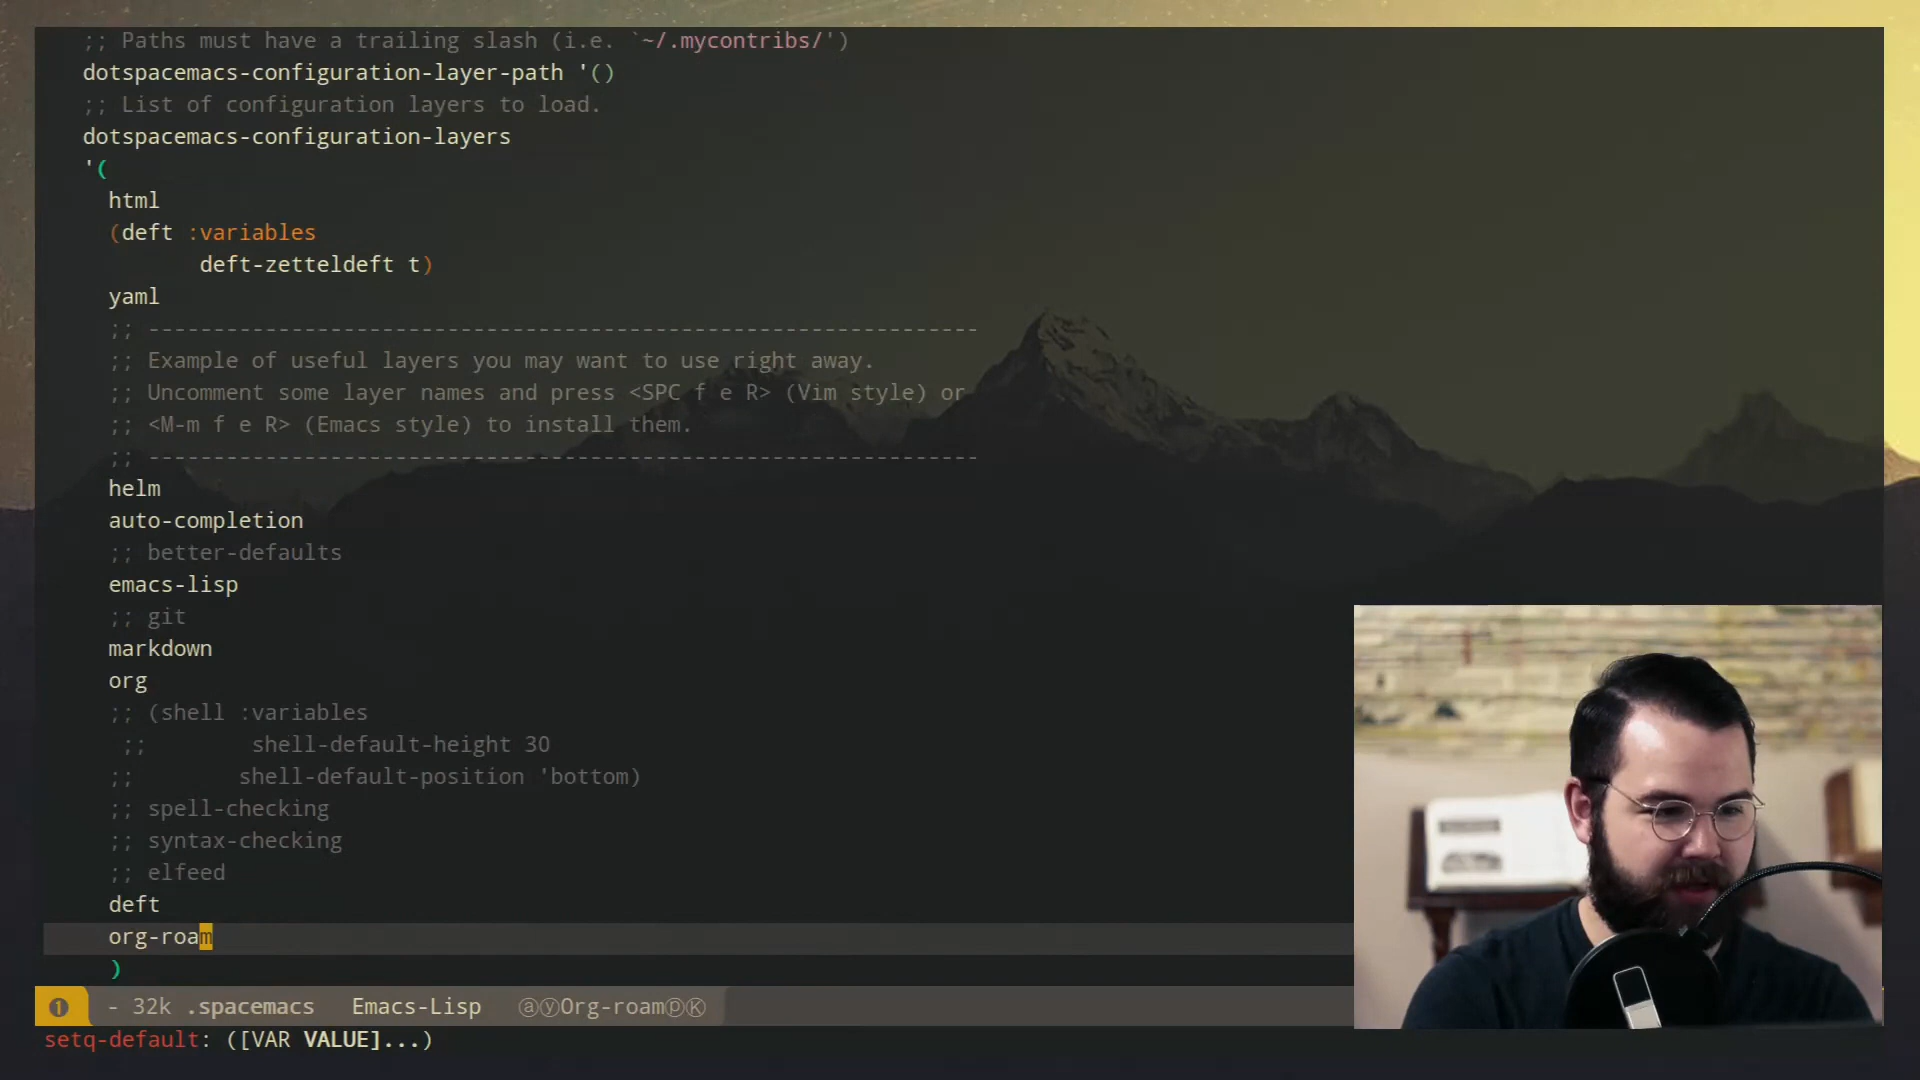 ;; Paths must have a trailing slash (i.e. `~/.mycontribs/')
dotspacemacs-configuration-layer-path '()
;; List of configuration layers to load.
dotspacemacs-configuration-layers
'(
html
(deft :variables
deft-zetteldeft t)
yaml
;; ----------------------------------------------------------------
;; Example of useful layers you may want to use right away.
;; Uncomment some layer names and press <SPC f e R> (Vim style) or
;; <M-m f e R> (Emacs style) to install them.
;; ----------------------------------------------------------------
helm
auto-completion
;; better-defaults
emacs-lisp
;; git
markdown
org
;; (shell :variables
;; shell-default-height 30
;; shell-default-position 'bottom)
;; spell-checking
;; syntax-checking
;; elfeed
deft
org-roam
)
❶ - 32k .spacemacs Emacs-Lisp ⓐⓨOrg-roamⓟⓀ
setq-default: ([VAR VALUE]...)